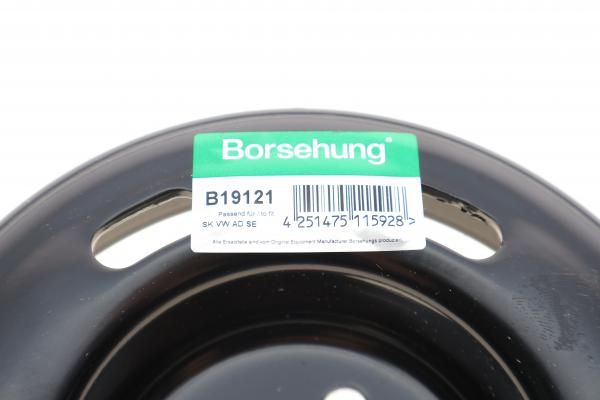 Borsehung®
B19121
Passend für / to fit
SK VW AD SE
4 251475 115928 >
Alle Ersatzteile sind vom Original Equipment Manufacturer Borsehungs produziert.